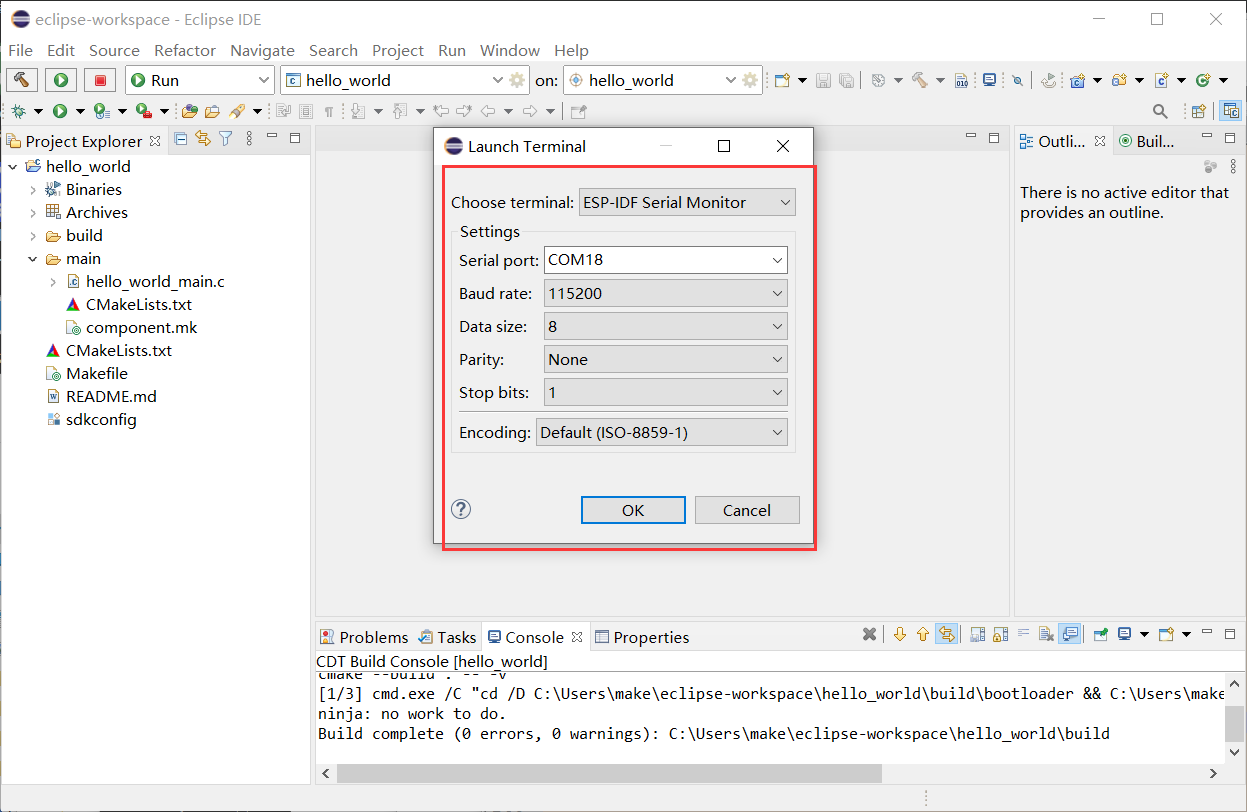 eclipse-workspace - Eclipse IDE
File Edit Source Refactor Navigate Search Project Run Window Help
Run hello_world on: hello_world
Project Explorer
hello_world
Binaries
Archives
build
main
hello_world_main.c
CMakeLists.txt
component.mk
CMakeLists.txt
Makefile
README.md
sdkconfig
Launch Terminal
Choose terminal: ESP-IDF Serial Monitor
Settings
Serial port: COM18
Baud rate: 115200
Data size: 8
Parity: None
Stop bits: 1
Encoding: Default (ISO-8859-1)
OK Cancel
Outli... Buil...
There is no active editor that
provides an outline.
Problems Tasks Console Properties
CDT Build Console [hello_world]
cmake --build . -- -v
[1/3] cmd.exe /C "cd /D C:\Users\make\eclipse-workspace\hello_world\build\bootloader && C:\Users\make
ninja: no work to do.
Build complete (0 errors, 0 warnings): C:\Users\make\eclipse-workspace\hello_world\build